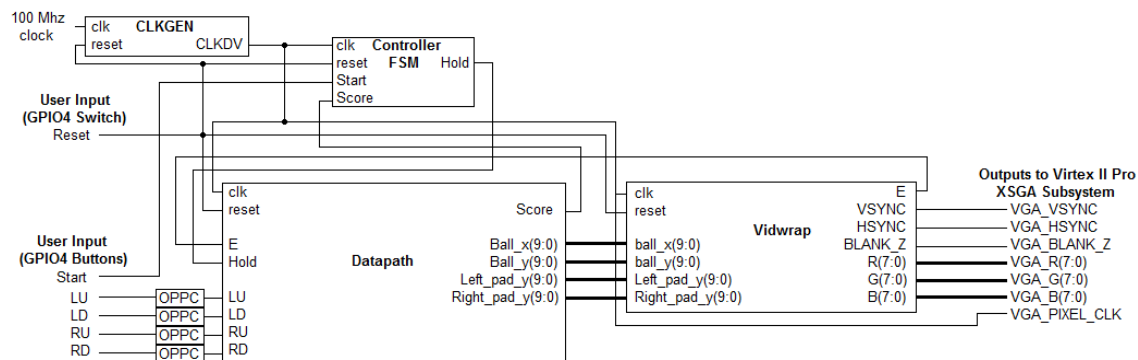 100 Mhz
clock
clk CLKGEN
reset CLKDV
clk Controller
reset FSM Hold
Start
Score
User Input
(GPIO4 Switch)
Reset
clk
reset Score
E
Hold
Datapath
Ball_x(9:0)
Ball_y(9:0)
Left_pad_y(9:0)
Right_pad_y(9:0)
User Input
(GPIO4 Buttons)
Start
LU OPPC LU
LD OPPC LD
RU OPPC RU
RD OPPC RD
clk E
reset VSYNC
HSYNC
Vidwrap
BLANK_Z
ball_x(9:0) R(7:0)
ball_y(9:0)
Left_pad_y(9:0) G(7:0)
Right_pad_y(9:0) B(7:0)
Outputs to Virtex II Pro
XSGA Subsystem
VGA_VSYNC
VGA_HSYNC
VGA_BLANK_Z
VGA_R(7:0)
VGA_G(7:0)
VGA_B(7:0)
VGA_PIXEL_CLK